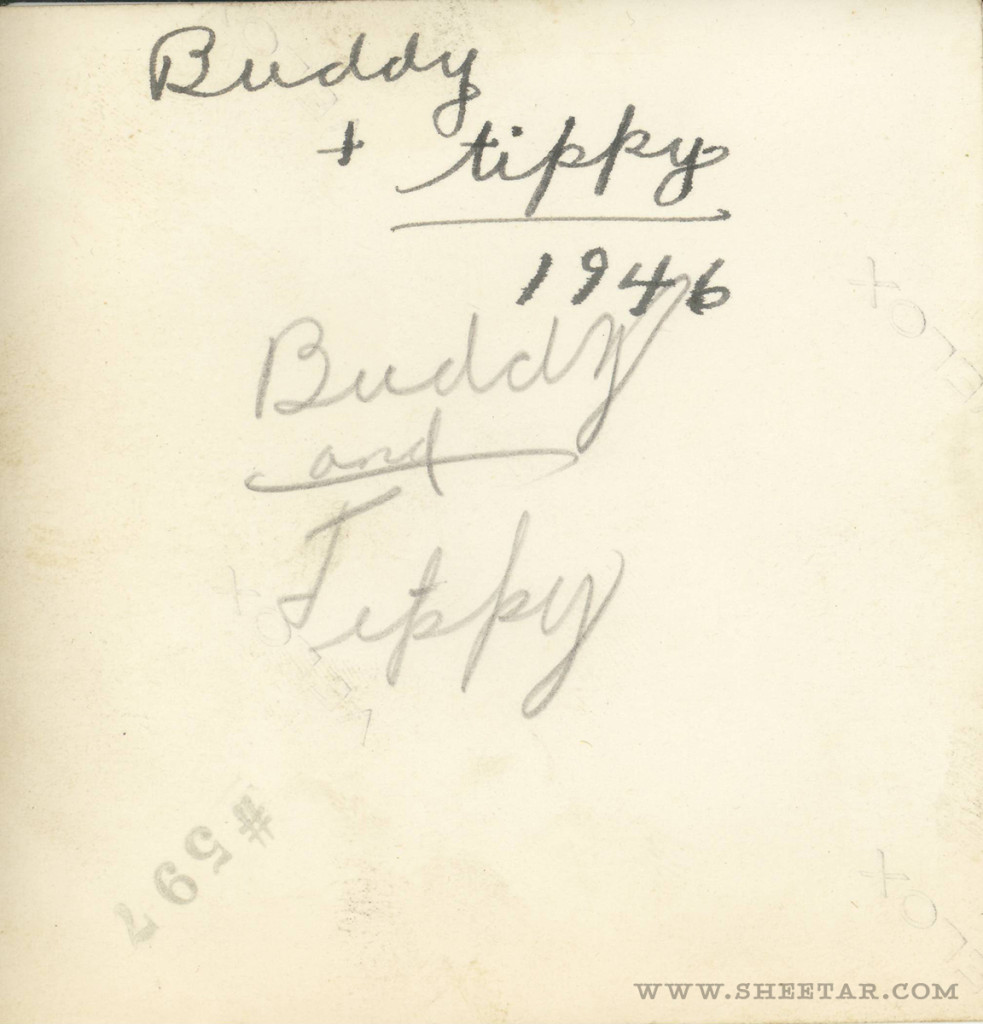 Buddy
+ tippy
1946
Buddy
and
Tippy
#597
WWW.SHEETAR.COM